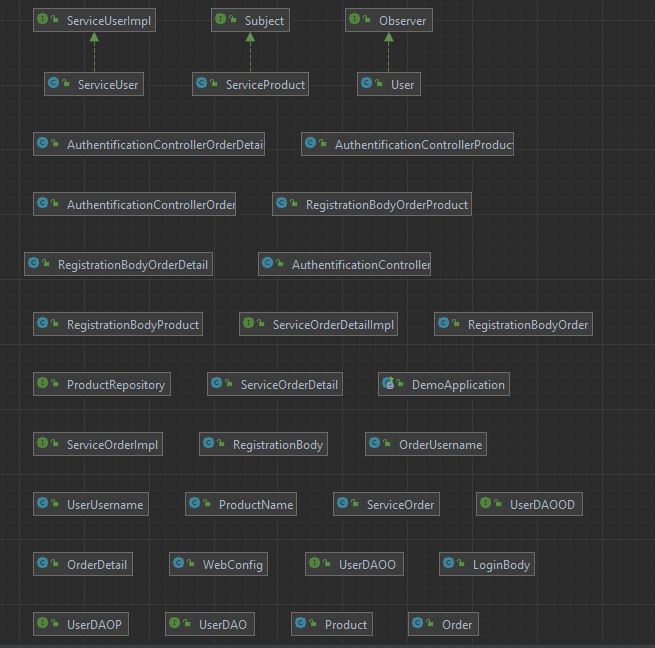 ServiceUserImpl Subject Observer
ServiceUser ServiceProduct User
AuthentificationControllerOrderDetai AuthentificationControllerProduc
AuthentificationControllerOrder RegistrationBodyOrderProduct
RegistrationBodyOrderDetail AuthentificationController
RegistrationBodyProduct ServiceOrderDetailImpl RegistrationBodyOrder
ProductRepository ServiceOrderDetail DemoApplication
ServiceOrderImpl RegistrationBody OrderUsername
UserUsername ProductName ServiceOrder UserDAOOD
OrderDetail WebConfig UserDAOO LoginBody
UserDAOP UserDAO Product Order